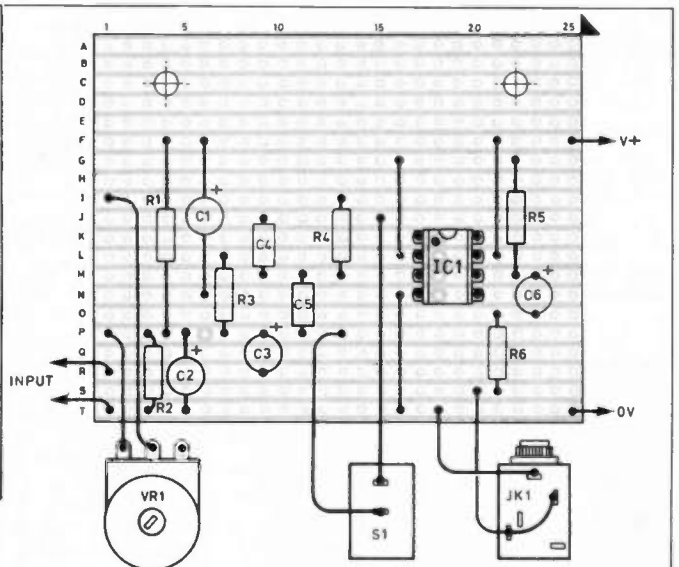 1 5 10 15 20 25
A
B
C
D
E
F V+
G
H
I
R1
J C1 R4 R5
K C4
L
M IC1
N R3 C5 C6
O
P
Q C3 R6
INPUT R C2
S
T R2 0V
VR1 S1 JK1